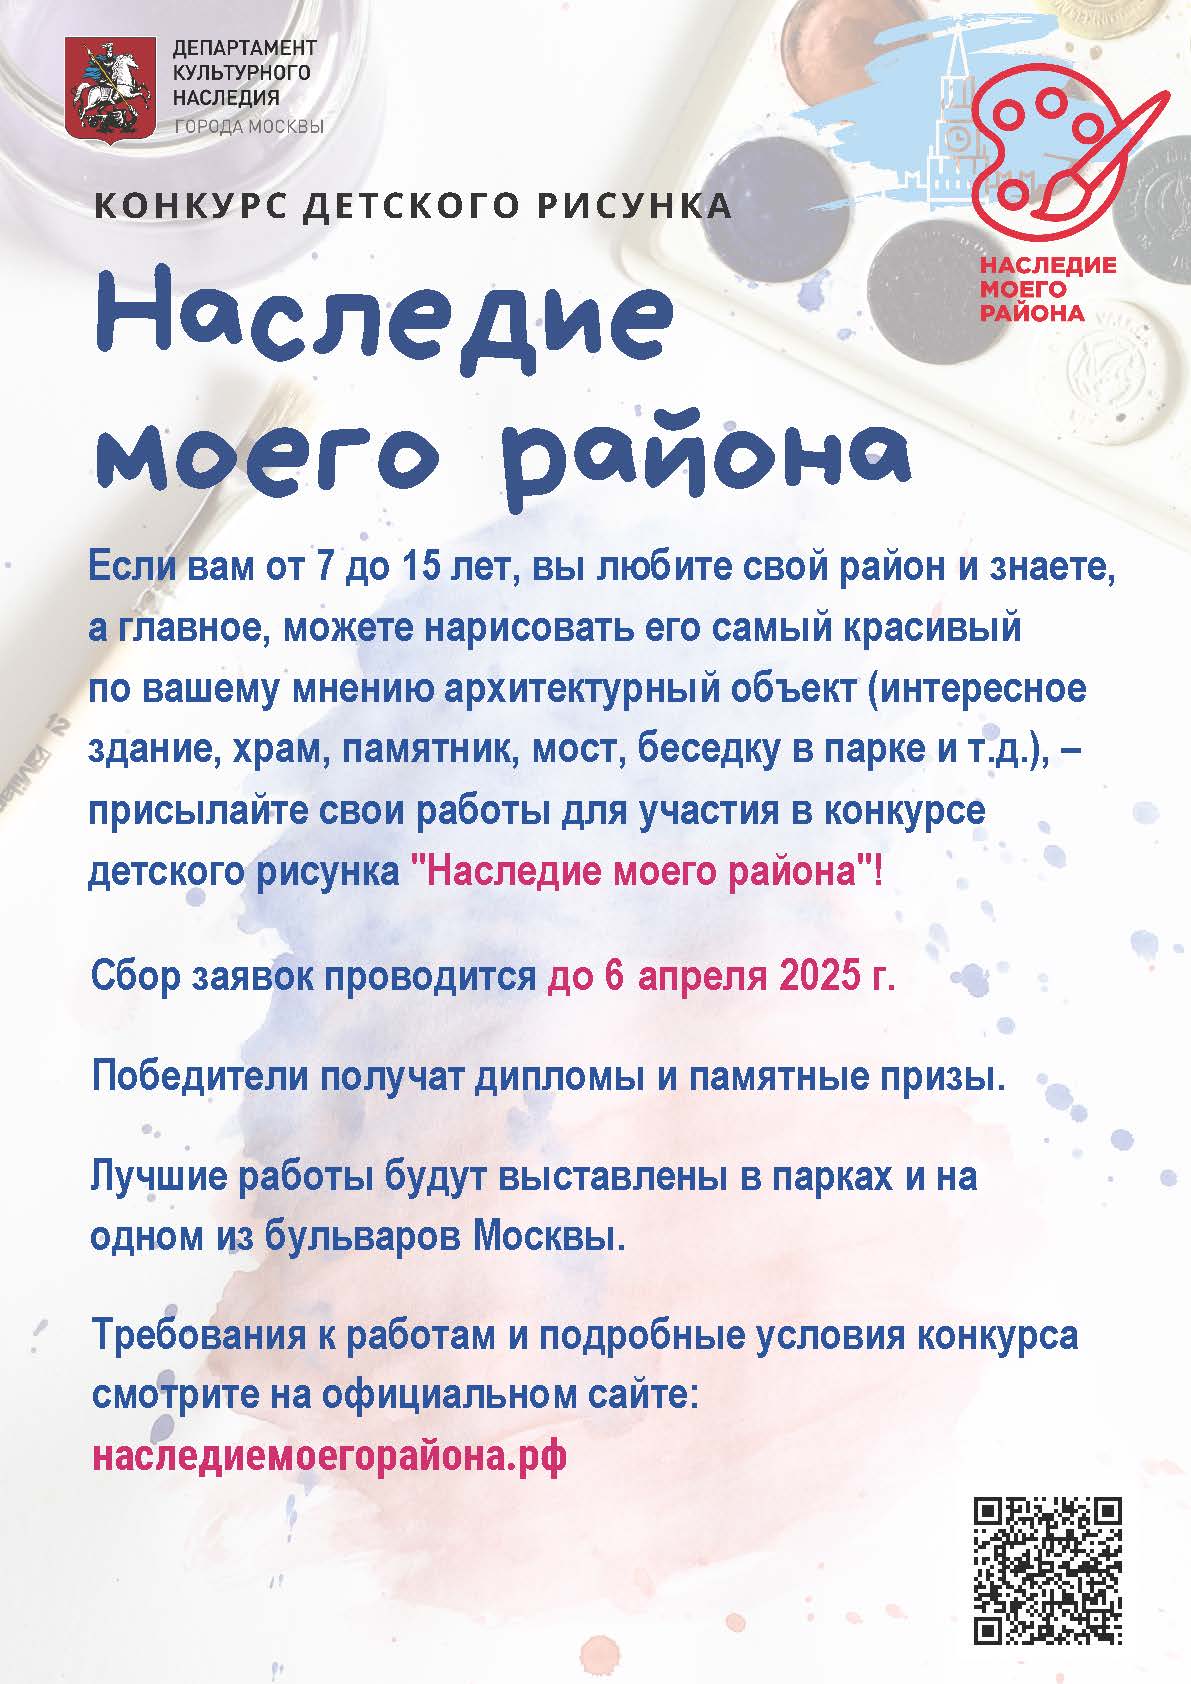 ДЕПАРТАМЕНТ
КУЛЬТУРНОГО
НАСЛЕДИЯ
ГОРОДА МОСКВЫ
НАСЛЕДИЕ
МОЕГО
РАЙОНА
КОНКУРС ДЕТСКОГО РИСУНКА
Наследие
моего района
Если вам от 7 до 15 лет, вы любите свой район и знаете,
а главное, можете нарисовать его самый красивый
по вашему мнению архитектурный объект (интересное
здание, храм, памятник, мост, беседку в парке и т.д.), –
присылайте свои работы для участия в конкурсе
детского рисунка "Наследие моего района"!
Сбор заявок проводится до 6 апреля 2025 г.
Победители получат дипломы и памятные призы.
Лучшие работы будут выставлены в парках и на
одном из бульваров Москвы.
Требования к работам и подробные условия конкурса
смотрите на официальном сайте:
наследиемоегорайона.рф
12